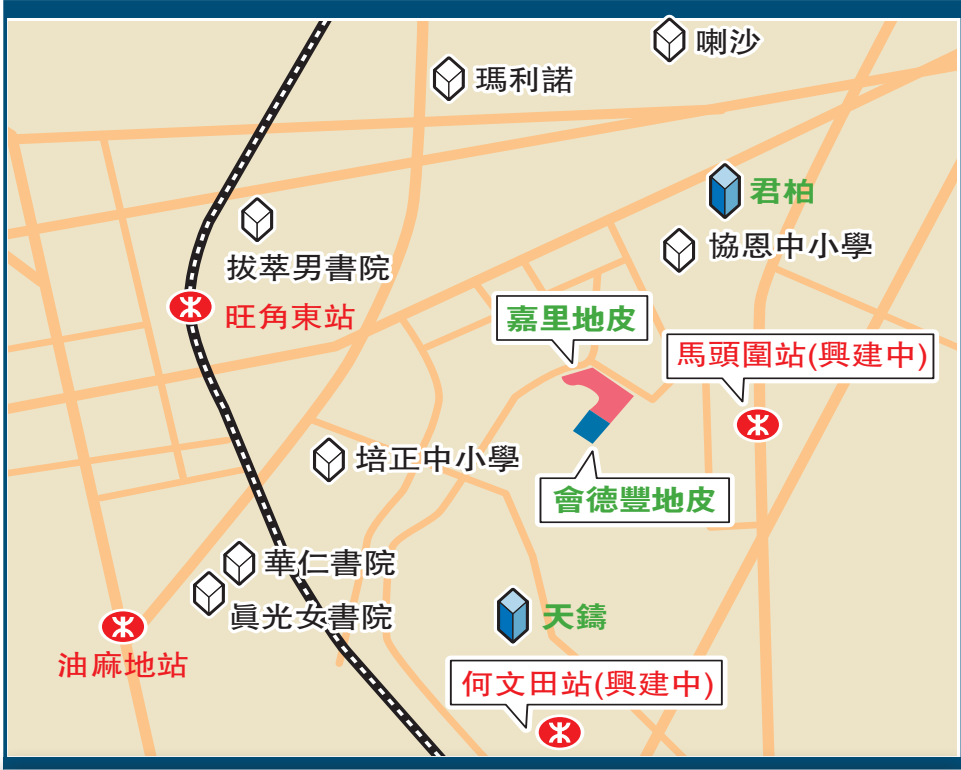 喇沙
瑪利諾
君柏
協恩中小學
拔萃男書院
旺角東站
嘉里地皮
馬頭圍站(興建中)
培正中小學
會德豐地皮
華仁書院
眞光女書院
天鑄
油麻地站
何文田站(興建中)